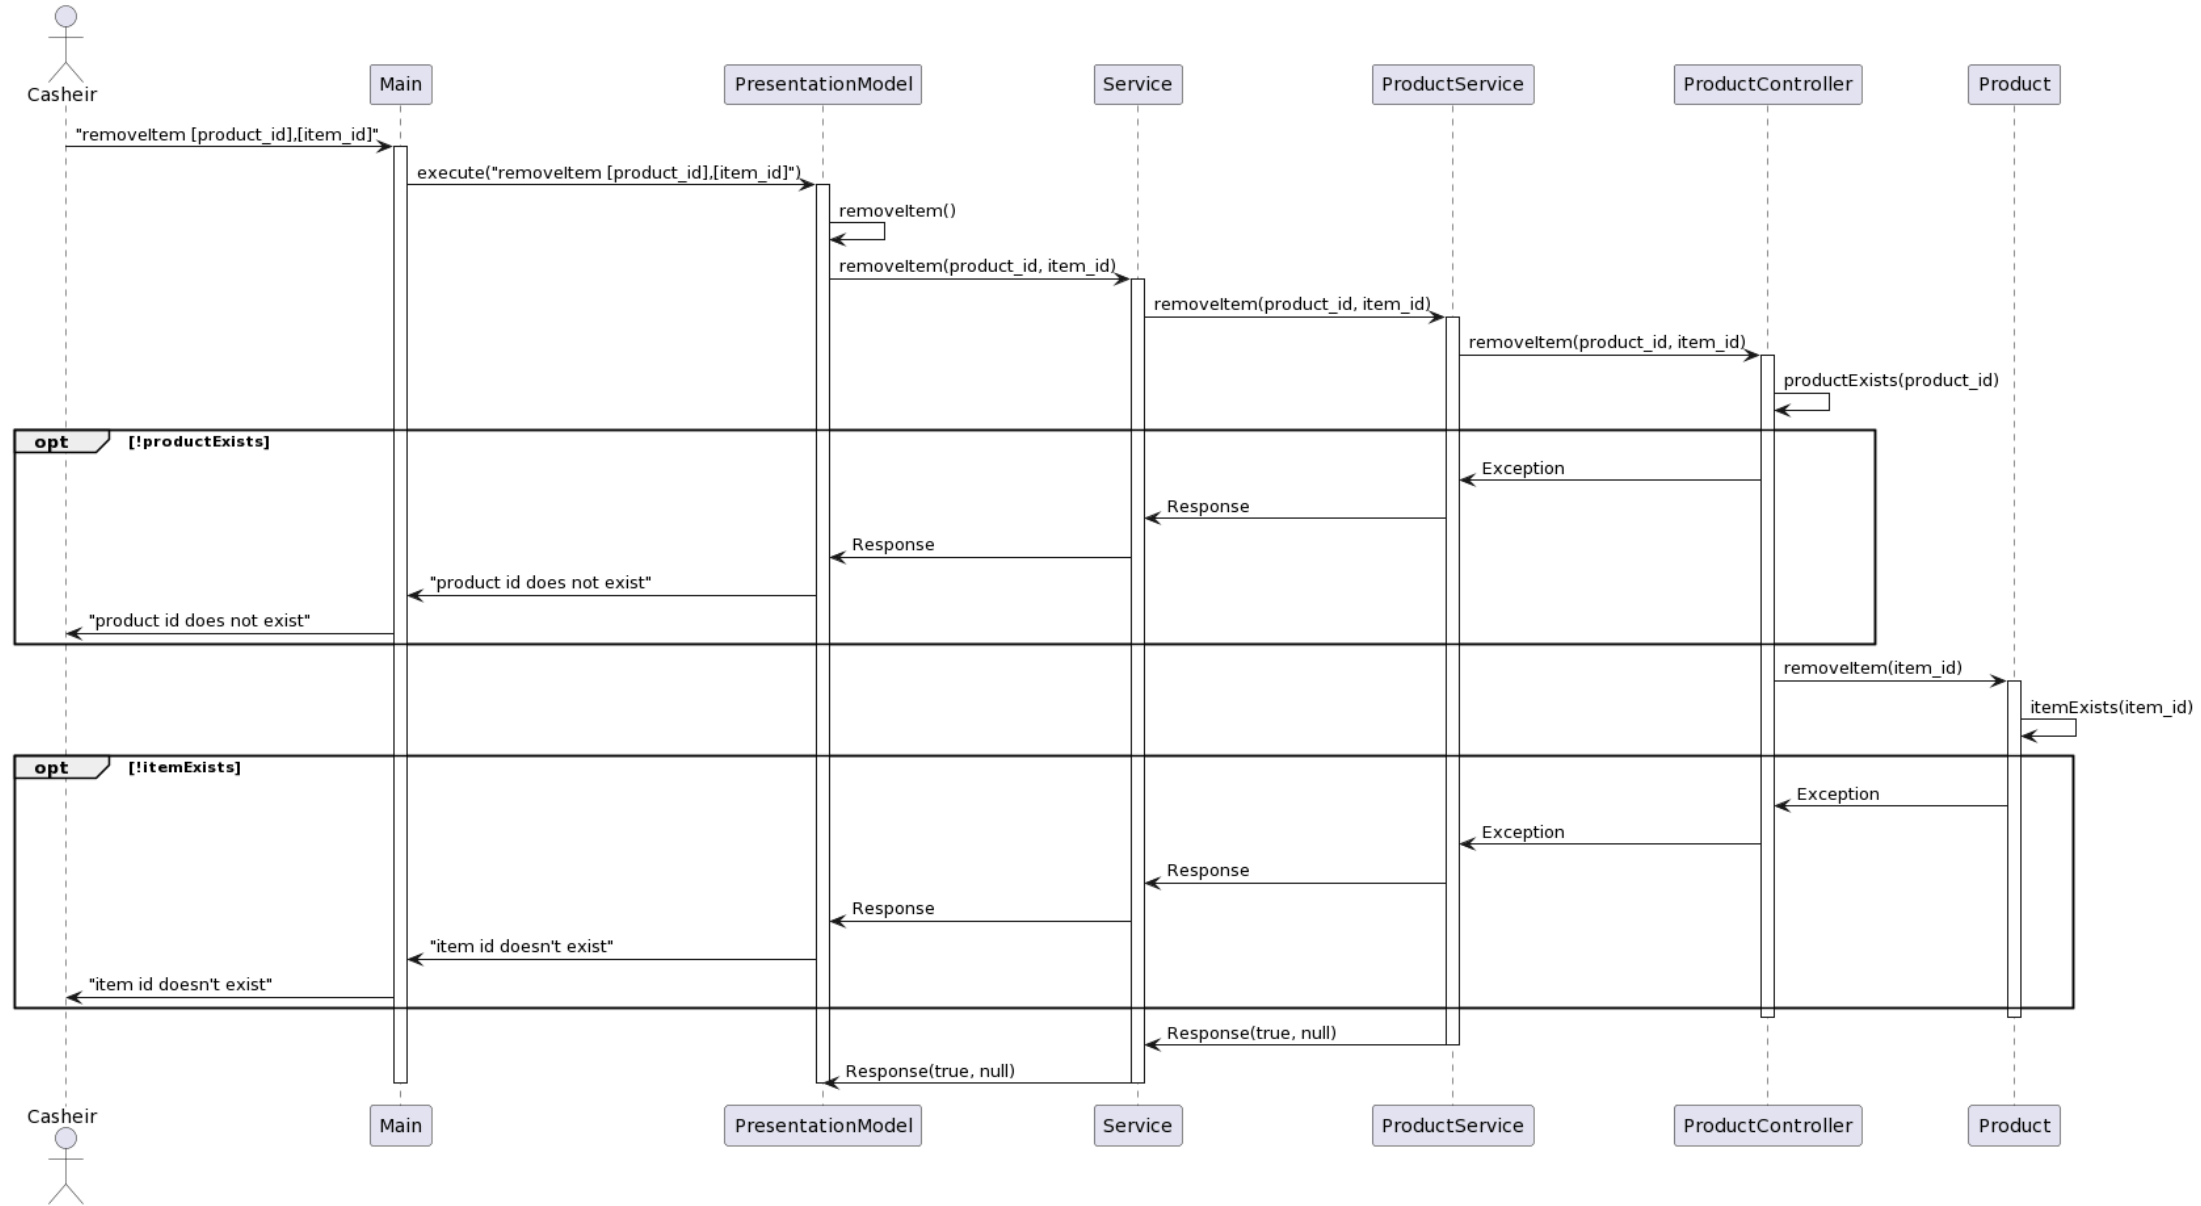 Casheir
Main
PresentationModel
Service
ProductService
ProductController
Product
"removeItem [product_id],[item_id]"
execute("removeItem [product_id],[item_id]")
removeItem()
removeItem(product_id, item_id)
removeItem(product_id, item_id)
removeItem(product_id, item_id)
productExists(product_id)
opt [!productExists]
Exception
Response
Response
"product id does not exist"
"product id does not exist"
removeItem(item_id)
itemExists(item_id)
opt [!itemExists]
Exception
Exception
Response
Response
"item id doesn't exist"
"item id doesn't exist"
Response(true, null)
Response(true, null)
Casheir
Main
PresentationModel
Service
ProductService
ProductController
Product